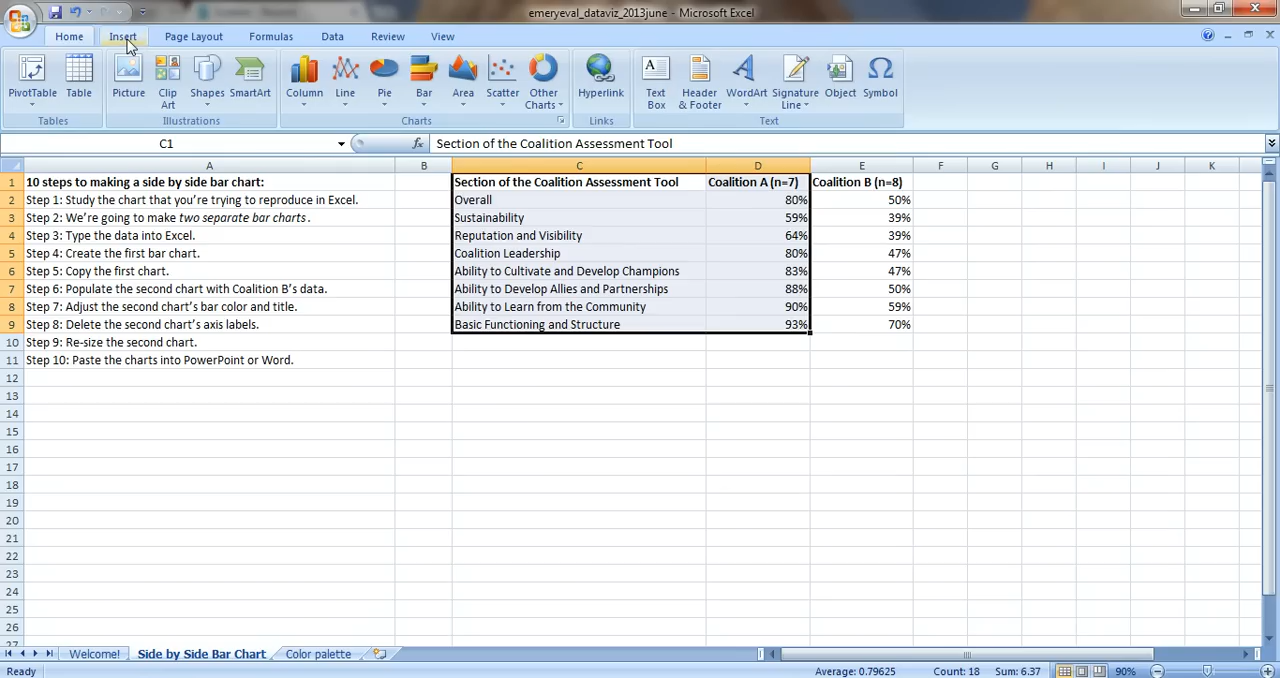 emeryeval_dataviz_2013june - Microsoft Excel
Home Insert Page Layout Formulas Data Review View
PivotTable Table Picture Clip Art Shapes SmartArt Column Line Pie Bar Area Scatter Other Charts Hyperlink Text Box Header & Footer WordArt Signature Line Object Symbol
Tables Illustrations Charts Links Text
C1 fx Section of the Coalition Assessment Tool
A B C D E F G H I J K
1 10 steps to making a side by side bar chart: Section of the Coalition Assessment Tool Coalition A (n=7) Coalition B (n=8)
2 Step 1: Study the chart that you're trying to reproduce in Excel. Overall 80% 50%
3 Step 2: We're going to make two separate bar charts. Sustainability 59% 39%
4 Step 3: Type the data into Excel. Reputation and Visibility 64% 39%
5 Step 4: Create the first bar chart. Coalition Leadership 80% 47%
6 Step 5: Copy the first chart. Ability to Cultivate and Develop Champions 83% 47%
7 Step 6: Populate the second chart with Coalition B's data. Ability to Develop Allies and Partnerships 88% 50%
8 Step 7: Adjust the second chart's bar color and title. Ability to Learn from the Community 90% 59%
9 Step 8: Delete the second chart's axis labels. Basic Functioning and Structure 93% 70%
10 Step 9: Re-size the second chart.
11 Step 10: Paste the charts into PowerPoint or Word.
12
13
14
15
16
17
18
19
20
21
22
23
24
25
26
27
Welcome! Side by Side Bar Chart Color palette
Ready Average: 0.79625 Count: 18 Sum: 6.37 90%